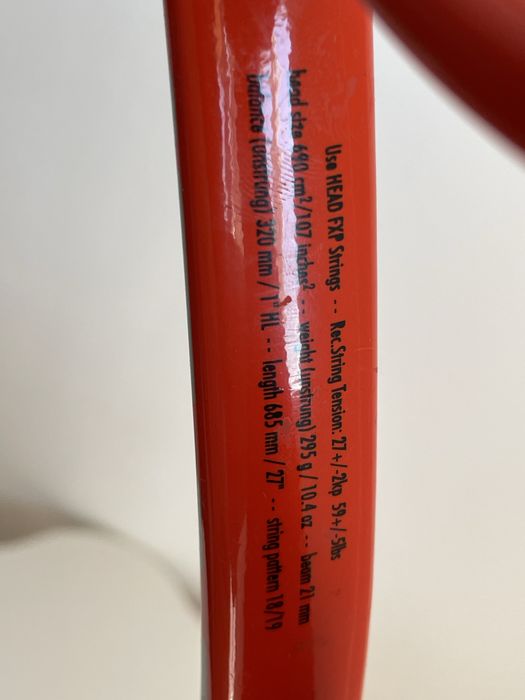 Use HEAD FXP Strings -- Rec.String Tension: 27+/-2kp 59+/-5lbs
head size 690 cm²/107 inches² -- weight (unstrung) 295 g / 10.4 oz -- beam 21 mm
balance (unstrung) 320 mm / 1" HL -- length 685 mm / 27" -- string pattern 18/19